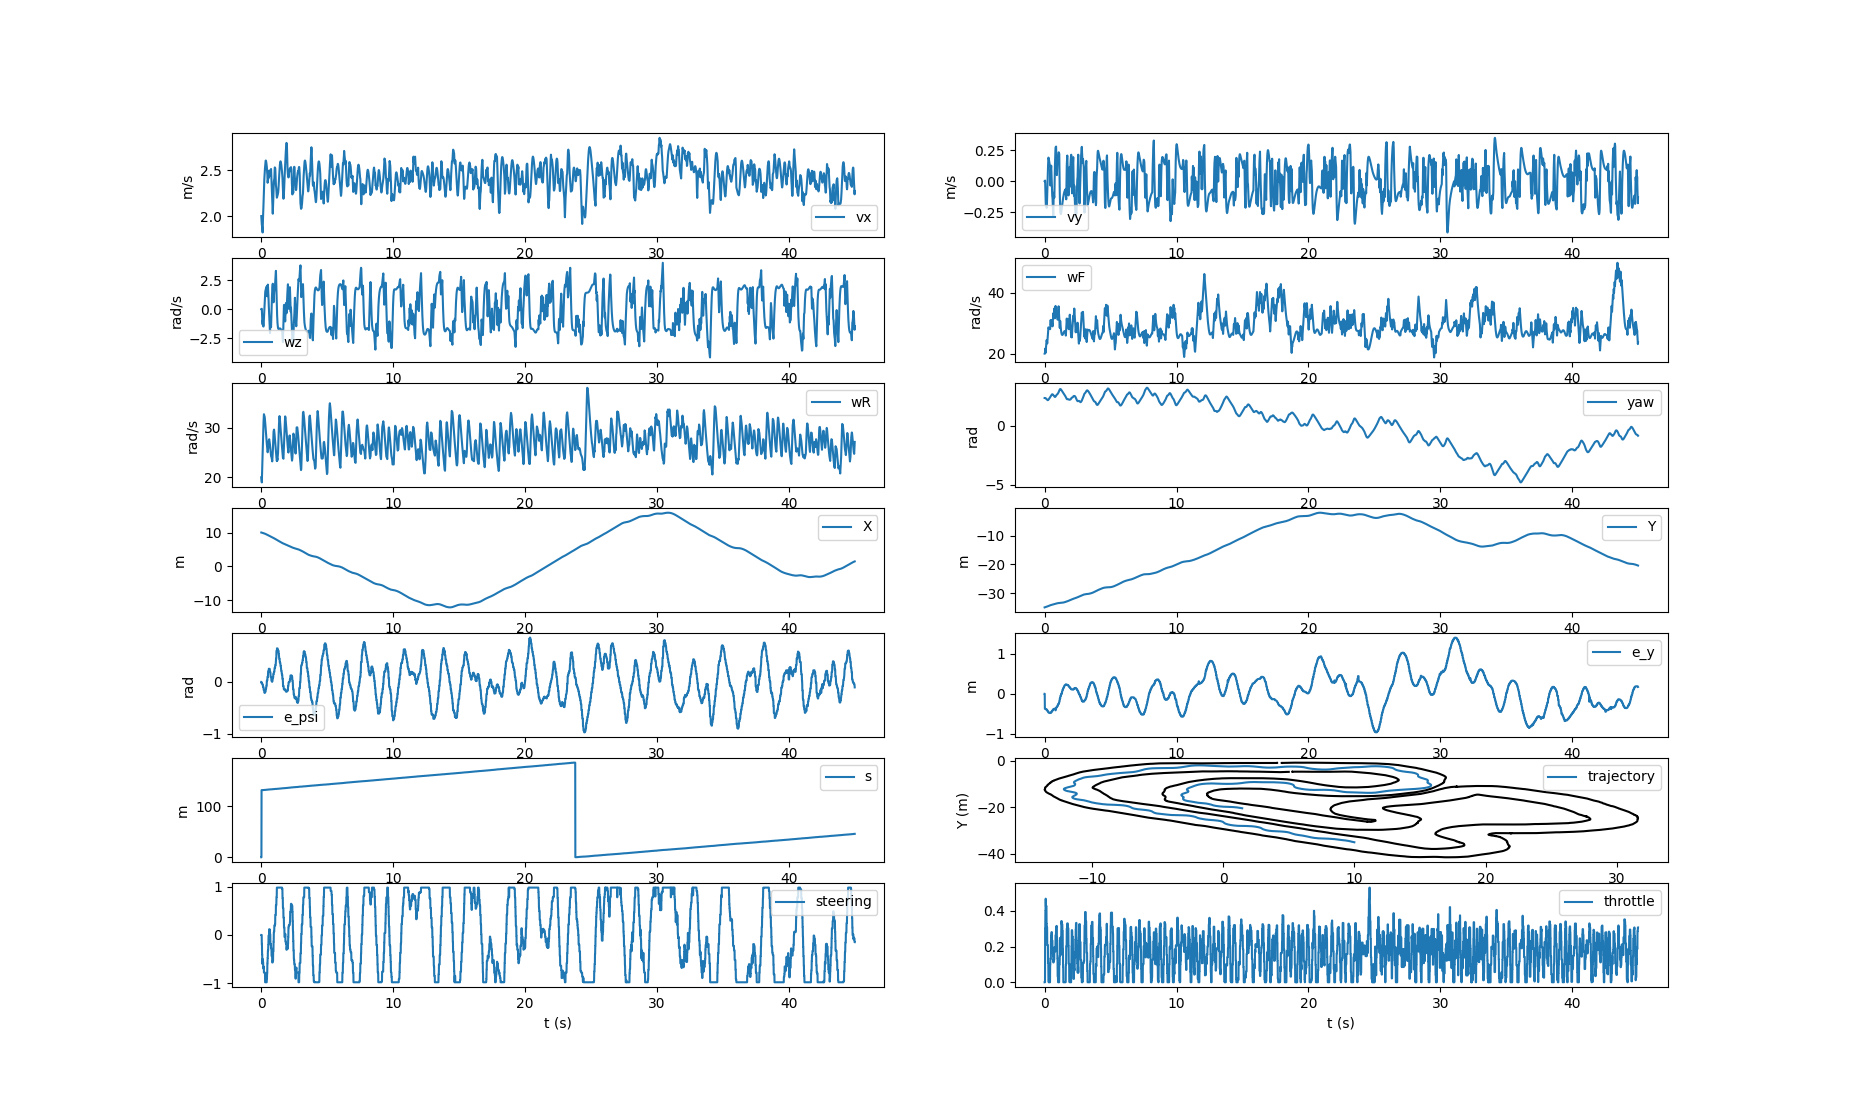 m/s
2.5
2.0
vx
0 10 20 30 40
m/s
0.25
0.00
−0.25
vy
0 10 20 30 40
rad/s
2.5
0.0
−2.5
wz
0 10 20 30 40
rad/s
40
20
wF
0 10 20 30 40
rad/s
30
20
wR
0 10 20 30 40
rad
0
−5
yaw
0 10 20 30 40
m
10
0
−10
X
0 10 20 30 40
m
−10
−20
−30
Y
0 10 20 30 40
rad
0
−1
e_psi
0 10 20 30 40
m
1
0
−1
e_y
0 10 20 30 40
m
100
0
s
0 10 20 30 40
Y (m)
0
−20
−40
trajectory
−10 0 10 20 30
1
0
−1
steering
0 10 20 30 40
t (s)
0.4
0.2
0.0
throttle
0 10 20 30 40
t (s)